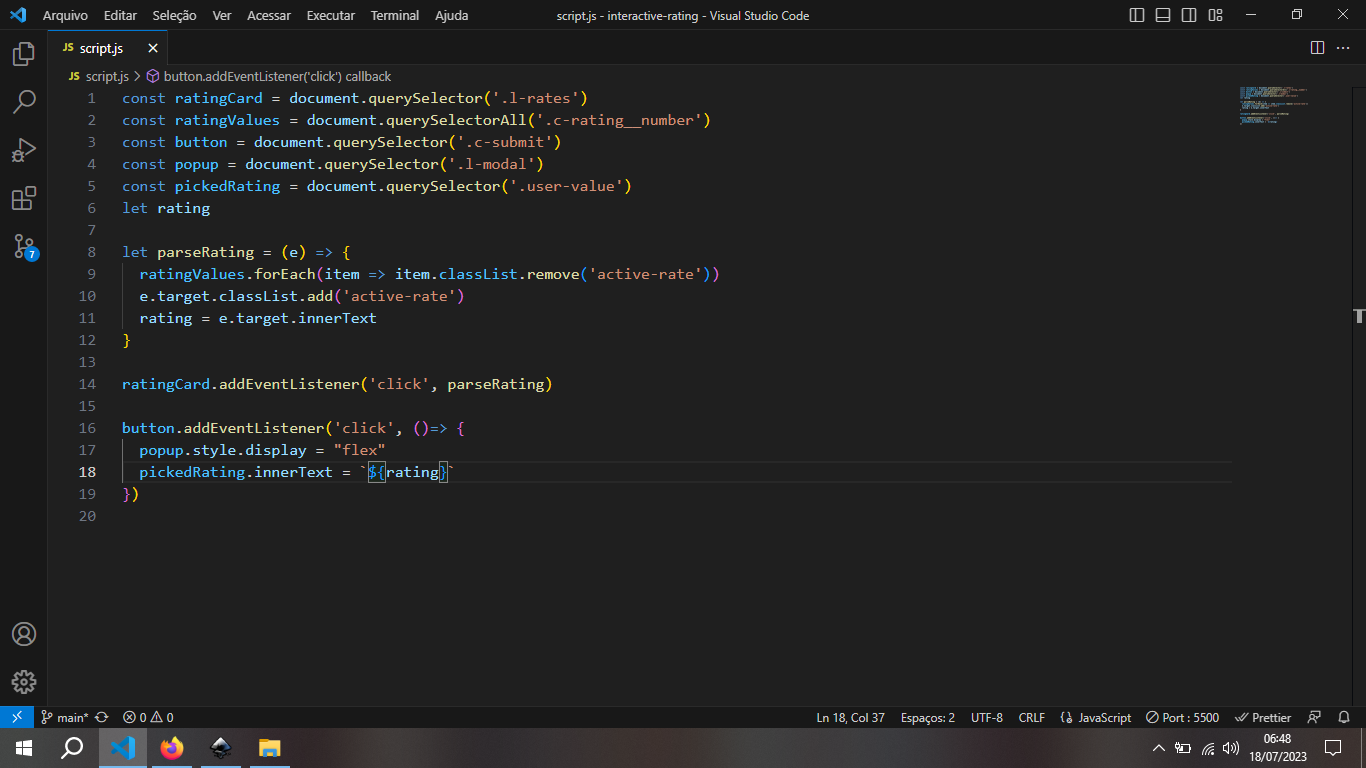 Arquivo Editar Seleção Ver Acessar Executar Terminal Ajuda script.js - interactive-rating - Visual Studio Code
JS script.js
JS script.js > button.addEventListener('click') callback
1 const ratingCard = document.querySelector('.l-rates')
2 const ratingValues = document.querySelectorAll('.c-rating__number')
3 const button = document.querySelector('.c-submit')
4 const popup = document.querySelector('.l-modal')
5 const pickedRating = document.querySelector('.user-value')
6 let rating
7
8 let parseRating = (e) => {
9 ratingValues.forEach(item => item.classList.remove('active-rate'))
10 e.target.classList.add('active-rate')
11 rating = e.target.innerText
12 }
13
14 ratingCard.addEventListener('click', parseRating)
15
16 button.addEventListener('click', ()=> {
17 popup.style.display = "flex"
18 pickedRating.innerText = `${rating}`
19 })
20
7
main* 0 0 Ln 18, Col 37 Espaços: 2 UTF-8 CRLF JavaScript Port : 5500 Prettier
06:48
18/07/2023